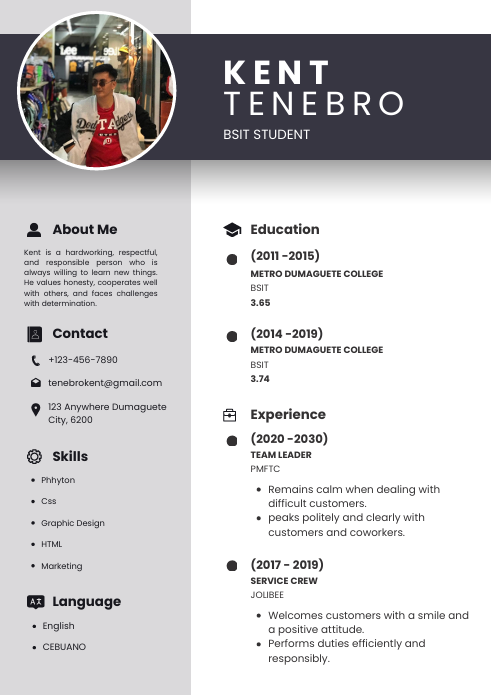 KENT
TENEBRO
BSIT STUDENT
Dodgers
About Me
Kent is a hardworking, respectful,
and responsible person who is
always willing to learn new things.
He values honesty, cooperates well
with others, and faces challenges
with determination.
Contact
+123-456-7890
tenebrokent@gmail.com
123 Anywhere Dumaguete
City, 6200
Skills
Phhyton
Css
Graphic Design
HTML
Marketing
Language
English
CEBUANO
Education
(2011 -2015)
METRO DUMAGUETE COLLEGE
BSIT
3.65
(2014 -2019)
METRO DUMAGUETE COLLEGE
BSIT
3.74
Experience
(2020 -2030)
TEAM LEADER
PMFTC
Remains calm when dealing with
difficult customers.
peaks politely and clearly with
customers and coworkers.
(2017 - 2019)
SERVICE CREW
JOLIBEE
Welcomes customers with a smile and
a positive attitude.
Performs duties efficiently and
responsibly.